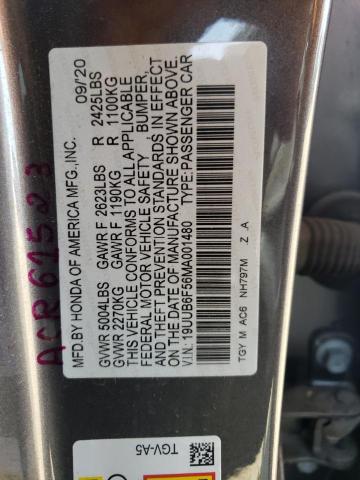 MFD.BY HONDA OF AMERICA MFG.,INC. 09/20
GVWR 5004LBS GAWR F 2623LBS R 2425LBS
GVWR 2270KG GAWR F 1190KG R 1100KG
THIS VEHICLE CONFORMS TO ALL APPLICABLE
FEDERAL MOTOR VEHICLE SAFETY BUMPER,
AND THEFT PREVENTION STANDARDS IN EFFECT
ON THE DATE OF MANUFACTURE SHOWN ABOVE.
V.I.N: 19UUB6F56MA001480 TYPE:PASSENGER CAR
TGY M AC6 NH797M Z .A
TGV-A5